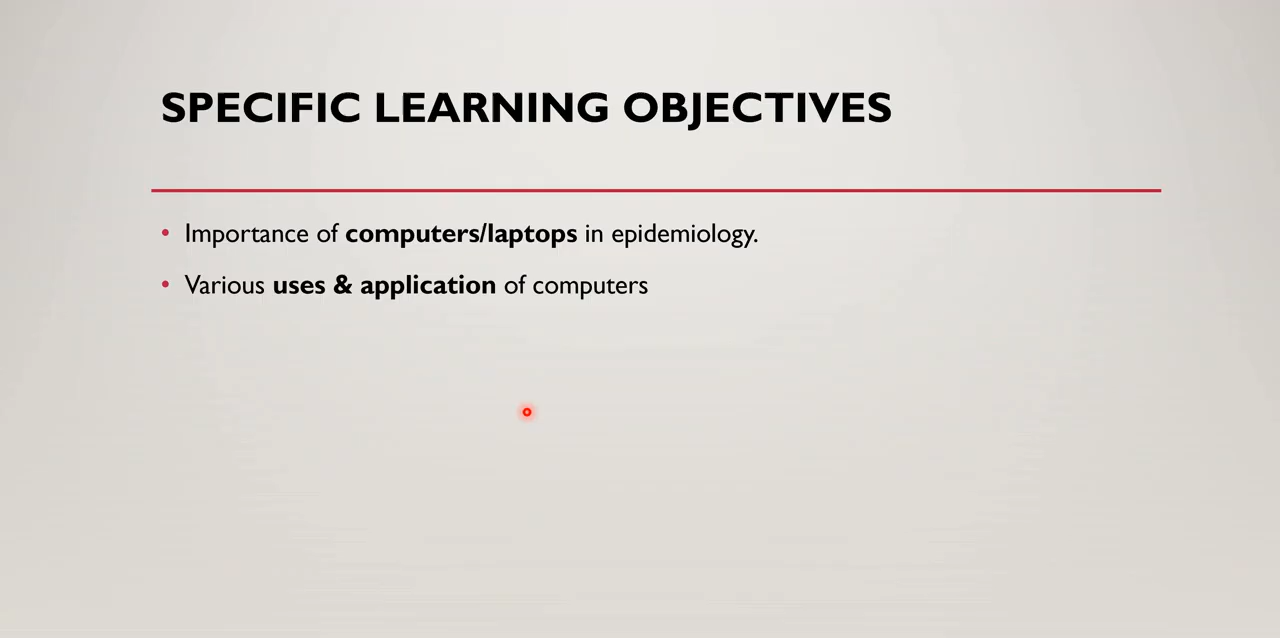 SPECIFIC LEARNING OBJECTIVES
• Importance of computers/laptops in epidemiology.
• Various uses & application of computers